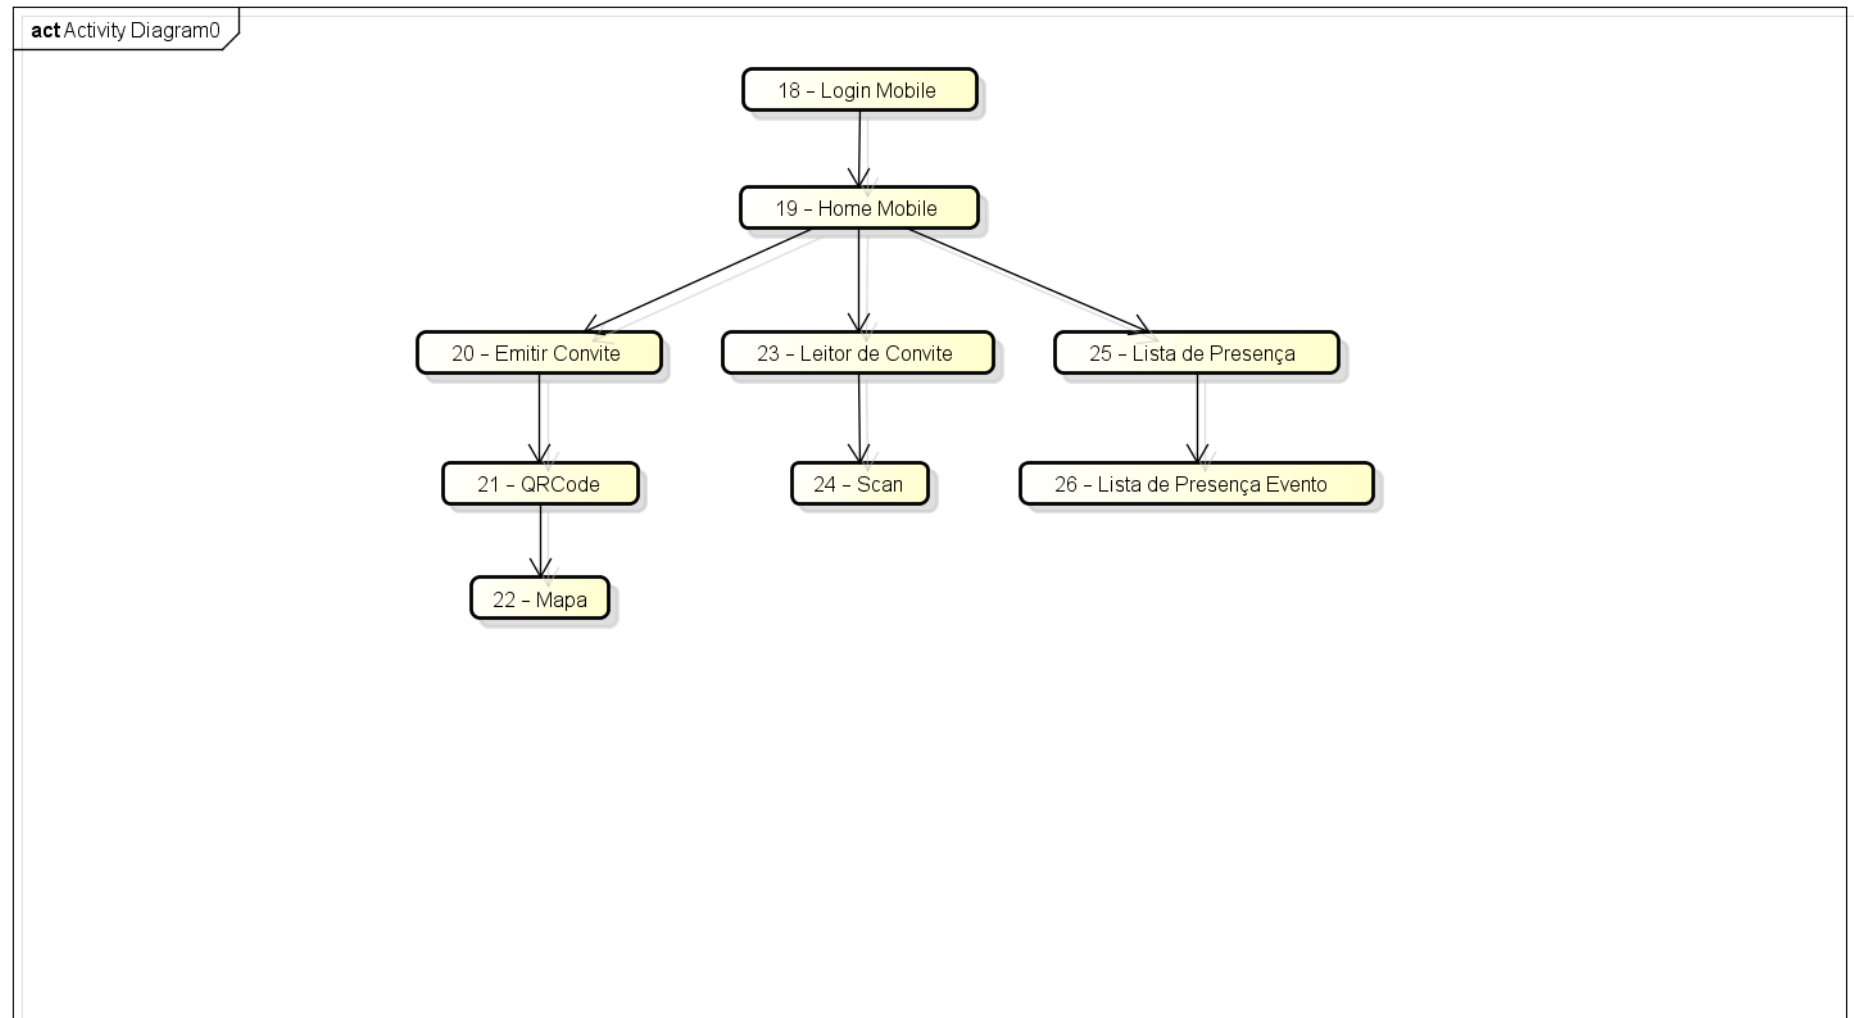 act Activity Diagram0
18 - Login Mobile
19 - Home Mobile
20 - Emitir Convite
23 - Leitor de Convite
25 - Lista de Presença
21 - QRCode
24 - Scan
26 - Lista de Presença Evento
22 - Mapa